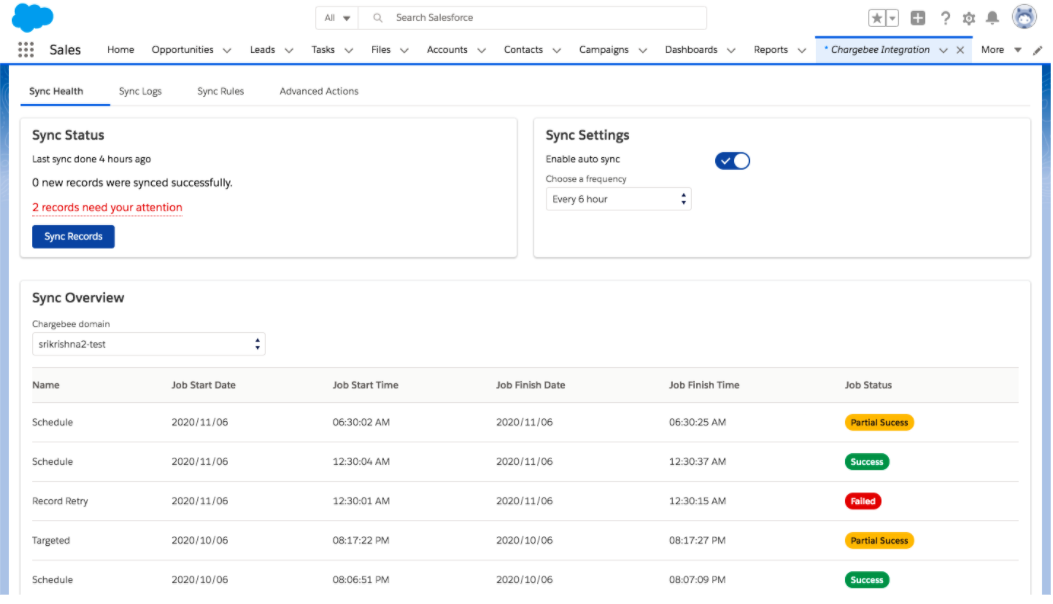 All Search Salesforce
Sales Home Opportunities Leads Tasks Files Accounts Contacts Campaigns Dashboards Reports * Chargebee Integration More
Sync Health Sync Logs Sync Rules Advanced Actions
Sync Status
Last sync done 4 hours ago
0 new records were synced successfully.
2 records need your attention
Sync Records
Sync Settings
Enable auto sync
Choose a frequency
Every 6 hour
Sync Overview
Chargebee domain
srikrishna2-test
Name Job Start Date Job Start Time Job Finish Date Job Finish Time Job Status
Schedule 2020/11/06 06:30:02 AM 2020/11/06 06:30:25 AM Partial Sucess
Schedule 2020/11/06 12:30:04 AM 2020/11/06 12:30:37 AM Success
Record Retry 2020/11/06 12:30:01 AM 2020/11/06 12:30:15 AM Failed
Targeted 2020/10/06 08:17:22 PM 2020/10/06 08:17:27 PM Partial Sucess
Schedule 2020/10/06 08:06:51 PM 2020/10/06 08:07:09 PM Success